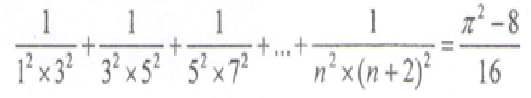 1/(1²×3²) + 1/(3²×5²) + 1/(5²×7²) + ... + 1/(n²×(n+2)²) = (π²−8)/16